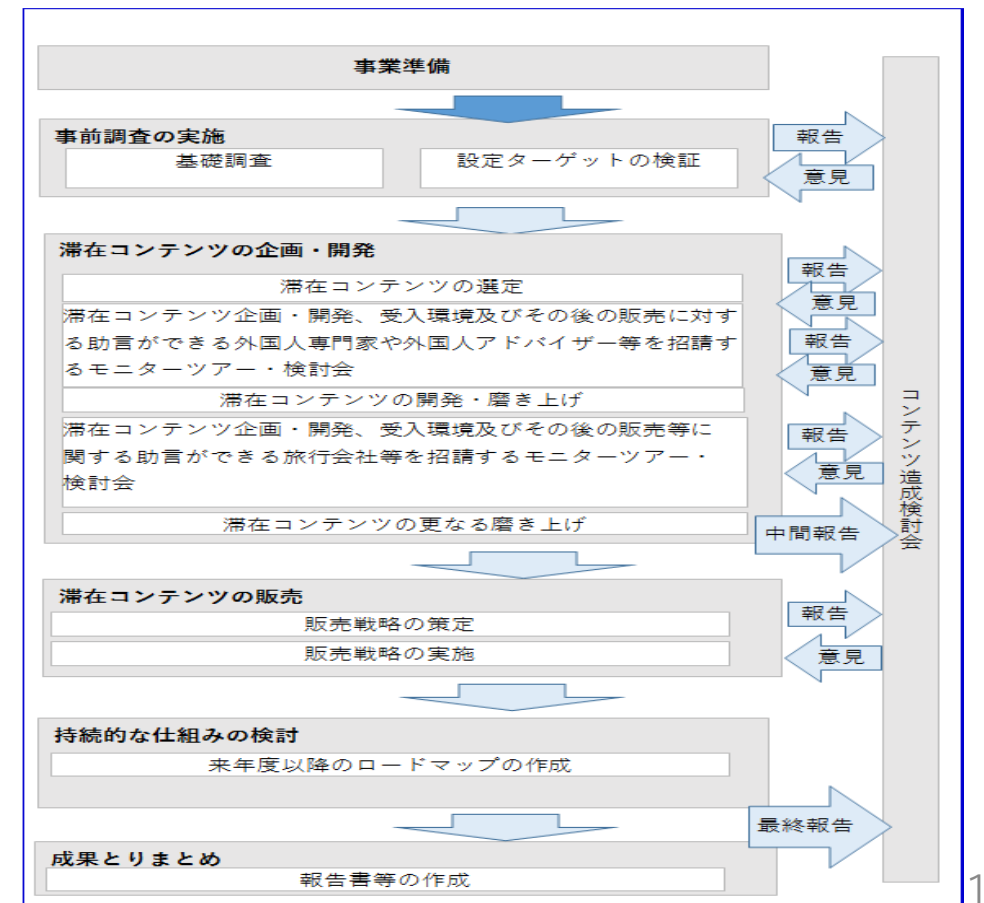 事業準備
事前調査の実施
基礎調査
設定ターゲットの検証
報告
意見
滞在コンテンツの企画・開発
滞在コンテンツの選定
滞在コンテンツ企画・開発、受入環境及びその後の販売に対す
る助言ができる外国人専門家や外国人アドバイザー等を招請す
るモニターツアー・検討会
滞在コンテンツの開発・磨き上げ
滞在コンテンツ企画・開発、受入環境及びその後の販売等に
関する助言ができる旅行会社等を招請するモニターツアー・
検討会
滞在コンテンツの更なる磨き上げ
報告
意見
報告
意見
報告
意見
中間報告
滞在コンテンツの販売
販売戦略の策定
販売戦略の実施
報告
意見
持続的な仕組みの検討
来年度以降のロードマップの作成
最終報告
成果とりまとめ
報告書等の作成
コンテンツ造成検討会
1